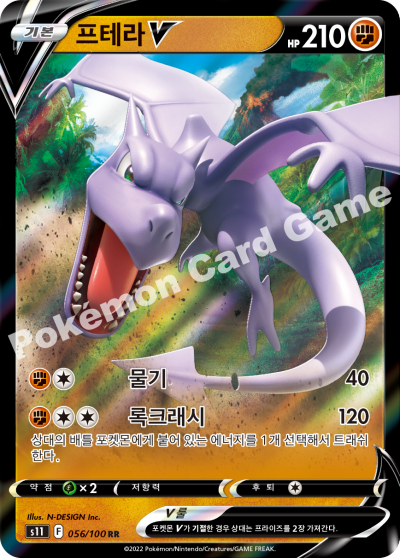 기본 프테라 V HP 210
Pokémon Card Game
물기 40
록크래시 120
상대의 배틀 포켓몬에게 붙어 있는 에너지를 1개 선택해서 트래쉬
한다.
약점 ×2 저항력 후퇴
V 룰
포켓몬 V가 기절한 경우 상대는 프라이즈를 2장 가져간다.
Illus. N-DESIGN Inc.
s11 F 056/100 RR
©2022 Pokémon/Nintendo/Creatures/GAME FREAK.